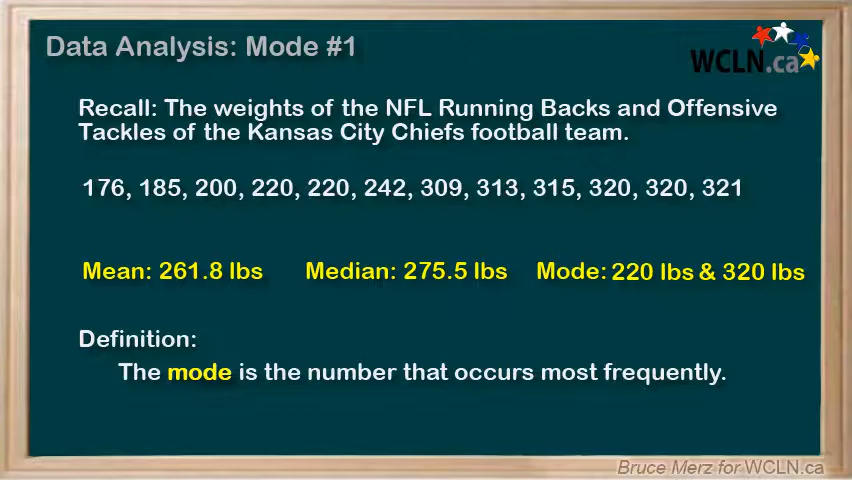 Data Analysis: Mode #1
WCLN.ca
Recall: The weights of the NFL Running Backs and Offensive
Tackles of the Kansas City Chiefs football team.
176, 185, 200, 220, 220, 242, 309, 313, 315, 320, 320, 321
Mean: 261.8 lbs Median: 275.5 lbs Mode: 220 lbs & 320 lbs
Definition:
The mode is the number that occurs most frequently.
Bruce Merz for WCLN.ca